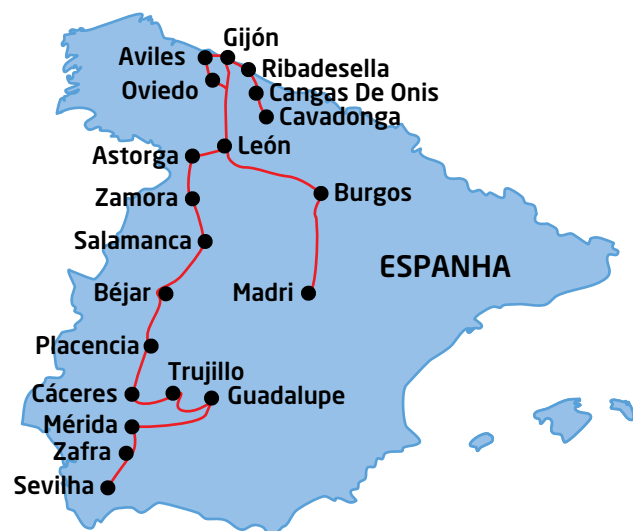 Gijón
Aviles
Ribadesella
Oviedo
Cangas De Onis
Cavadonga
León
Astorga
Zamora
Burgos
Salamanca
ESPANHA
Béjar
Madri
Placencia
Trujillo
Cáceres
Guadalupe
Mérida
Zafra
Sevilha